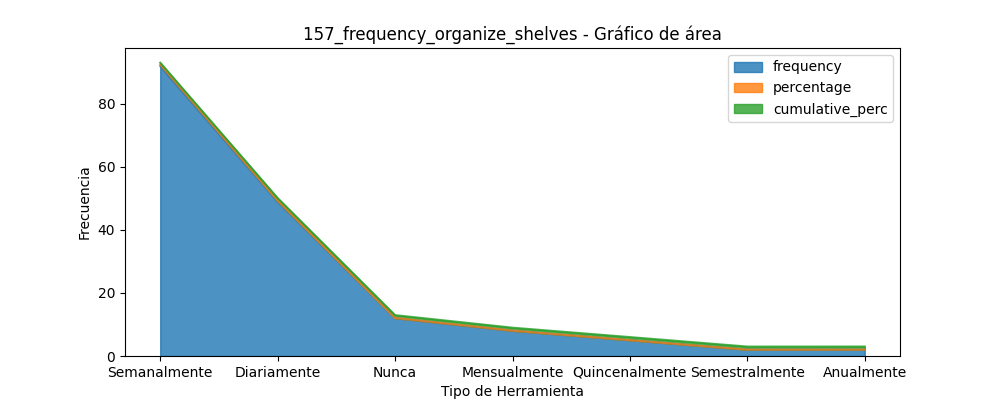 157_frequency_organize_shelves - Gráfico de área
frequency
percentage
cumulative_perc
Frecuencia
80
60
40
20
0
Semanalmente Diariamente Nunca Mensualmente Quincenalmente Semestralmente Anualmente
Tipo de Herramienta